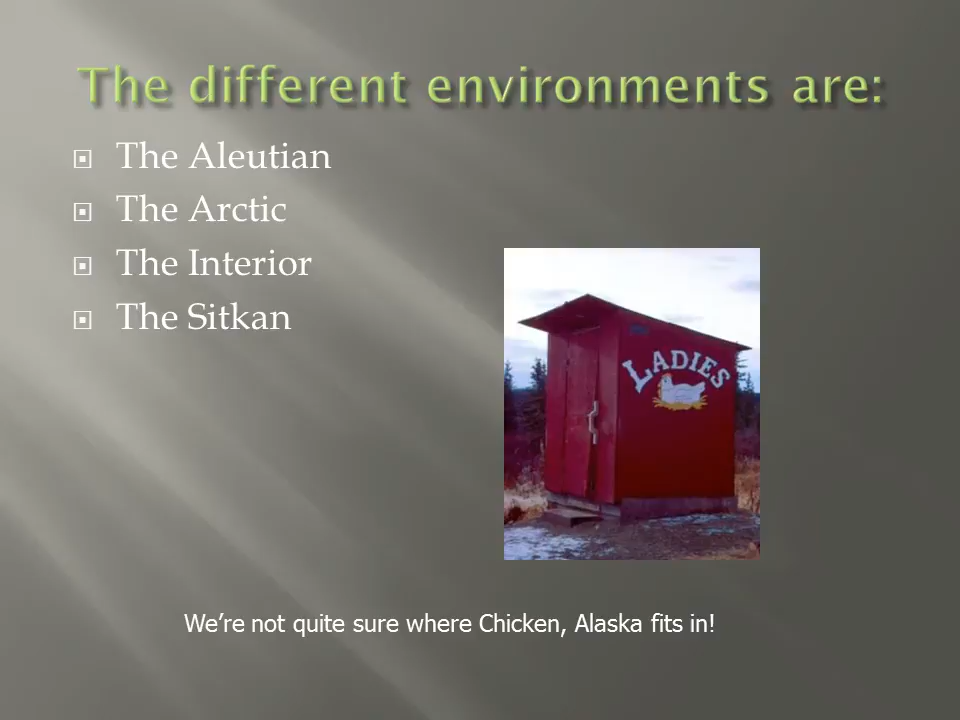 The different environments are:
The Aleutian
The Arctic
The Interior
The Sitkan
LADIES
We’re not quite sure where Chicken, Alaska fits in!